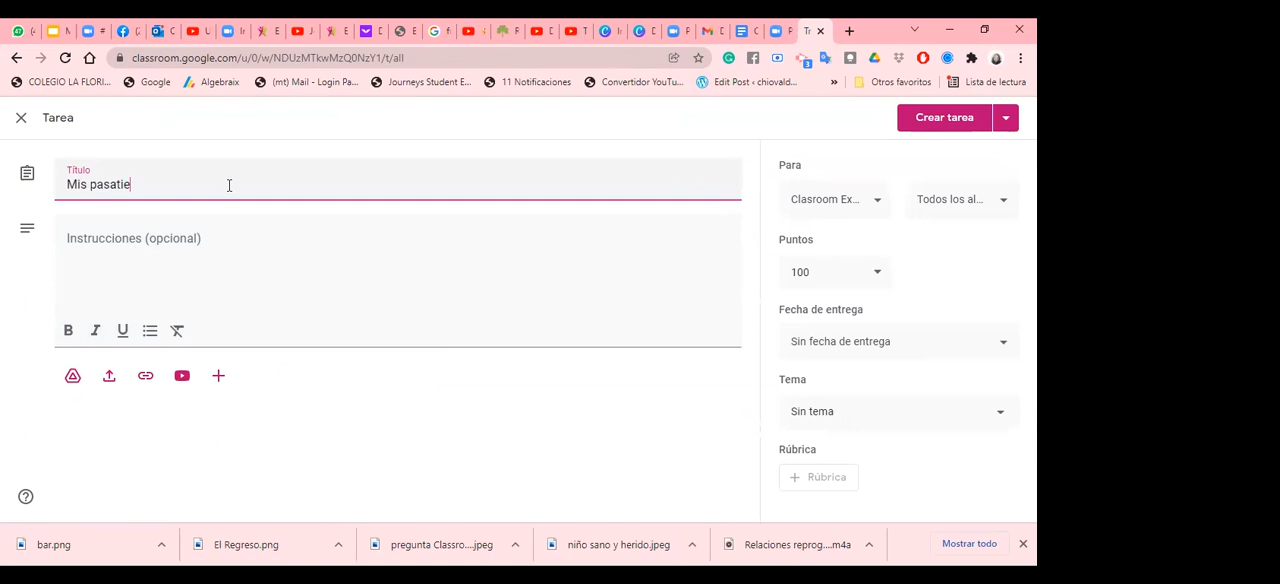 classroom.google.com/u/0/w/NDUzMTkwMzQ0NzY1/t/all
COLEGIO LA FLORI... Google Algebraix (mt) Mail - Login Pa... Journeys Student E... 11 Notificaciones Convertidor YouTu... Edit Post ‹ chiovald... » Otros favoritos Lista de lectura
Tarea
Crear tarea
Título
Mis pasatie
Instrucciones (opcional)
B I U
Para
Clasroom Ex... Todos los al...
Puntos
100
Fecha de entrega
Sin fecha de entrega
Tema
Sin tema
Rúbrica
+ Rúbrica
bar.png El Regreso.png pregunta Classro....jpeg niño sano y herido.jpeg Relaciones reprog....m4a Mostrar todo